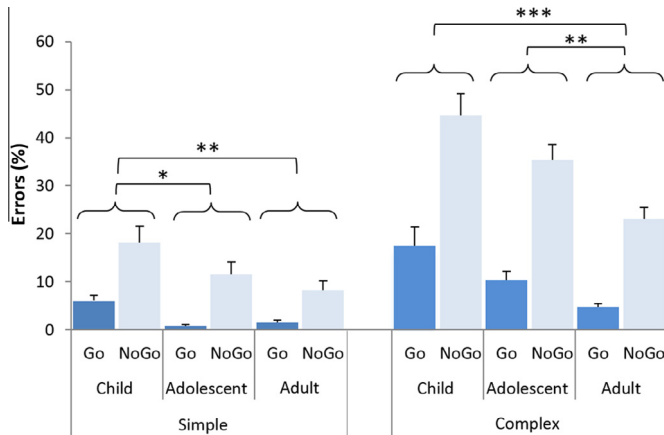 ***
60
**
50
40
**
30
*
20
10
0
Errors (%)
Go NoGo Go NoGo Go NoGo Go NoGo Go NoGo Go NoGo
Child Adolescent Adult Child Adolescent Adult
Simple Complex